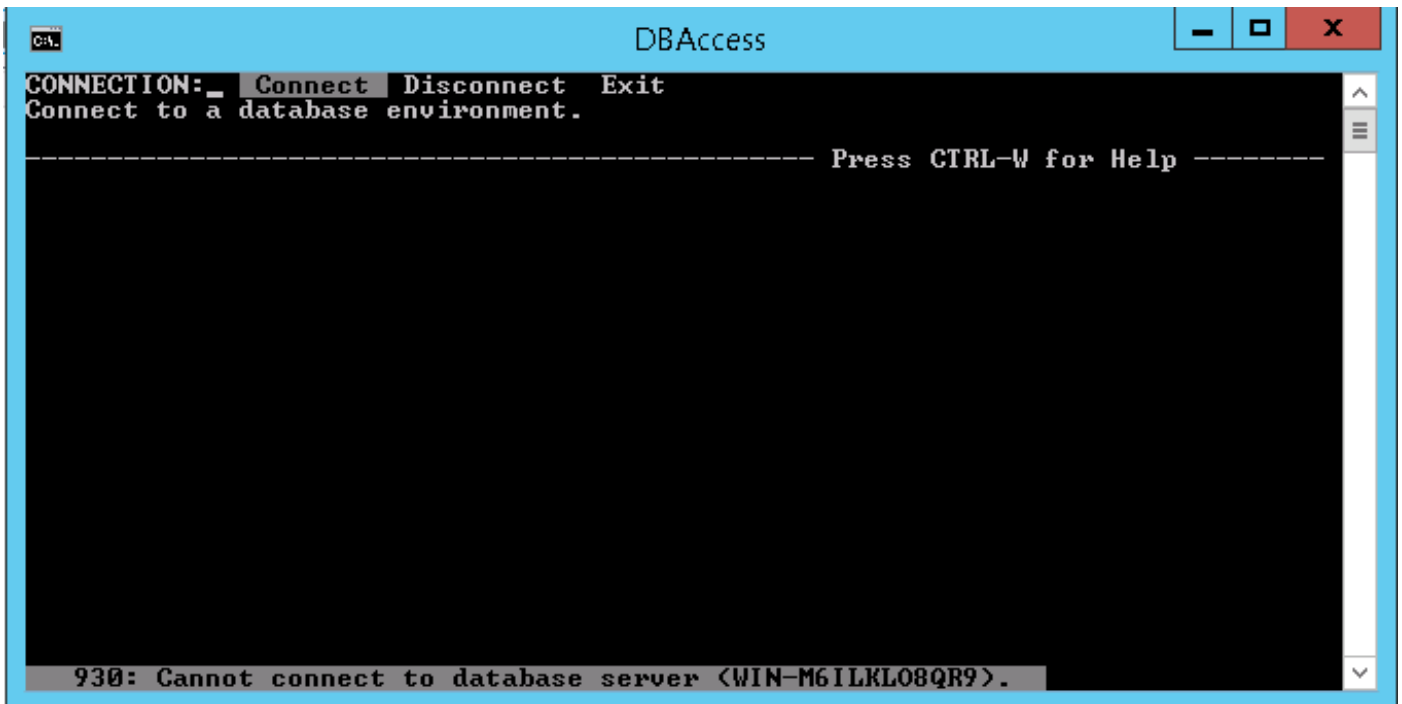 DBAccess
CONNECTION:_ Connect Disconnect Exit
Connect to a database environment.
------------------------------------------------ Press CTRL-W for Help --------
930: Cannot connect to database server (WIN-M6ILKLO8QR9).